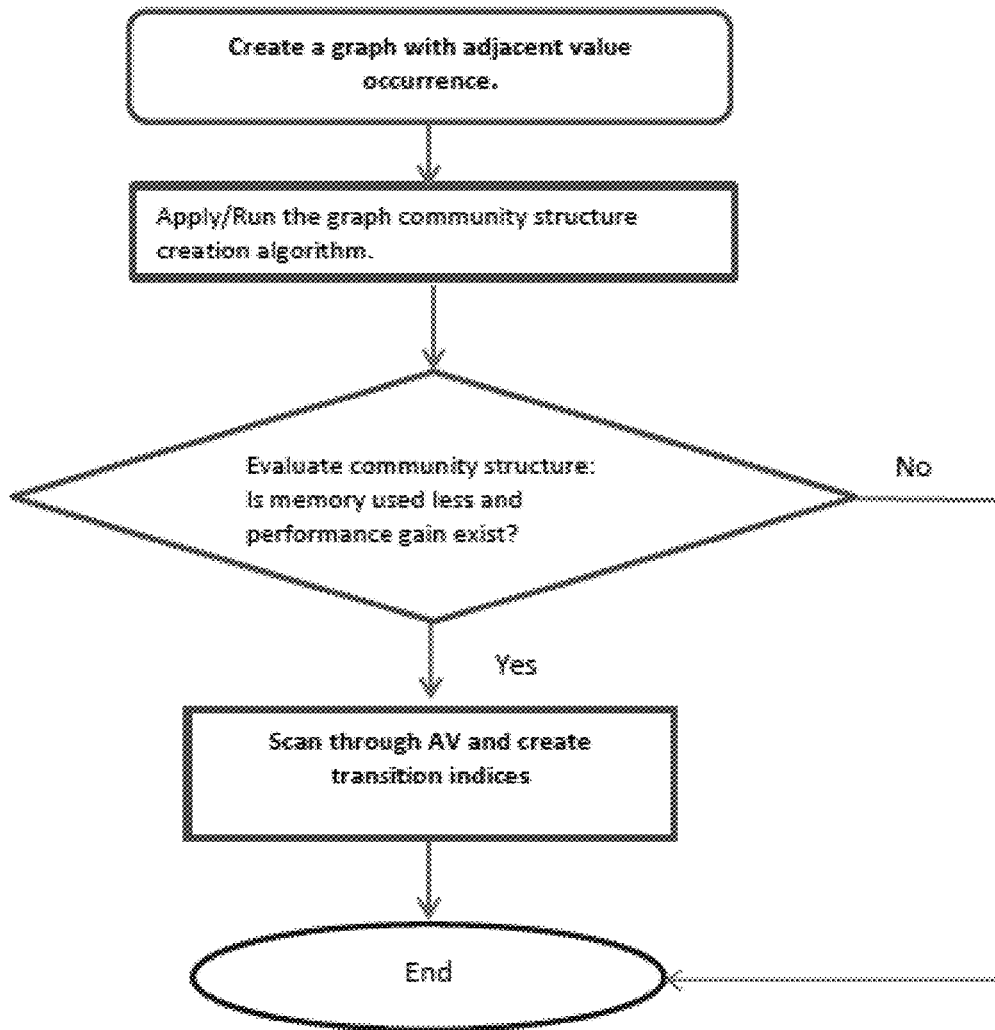 Create a graph with adjacent value
occurrence.
Apply/Run the graph community structure
creation algorithm.
Evaluate community structure:
Is memory used less and
performance gain exist?
No
Yes
Scan through AV and create
transition indices
End